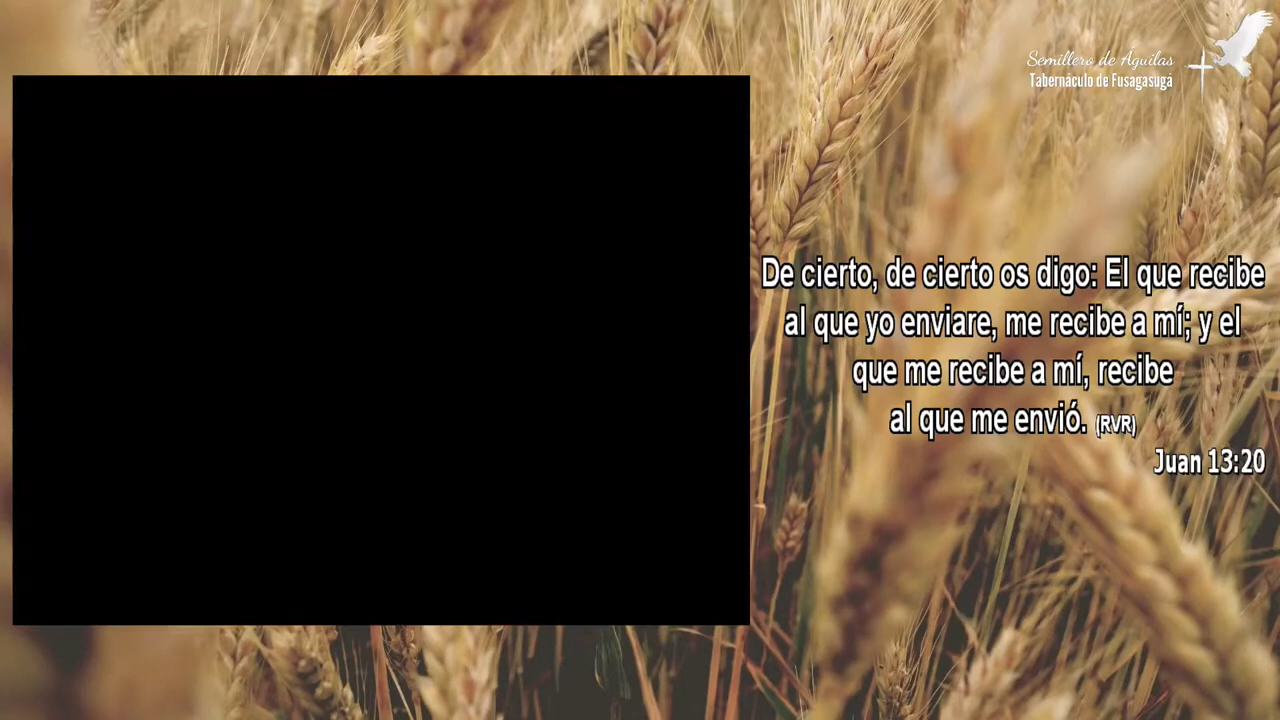 Semillero de Águilas
Tabernáculo de Fusagasugá
De cierto, de cierto os digo: El que recibe
al que yo enviare, me recibe a mí; y el
que me recibe a mí, recibe
al que me envió. (RVR)
Juan 13:20